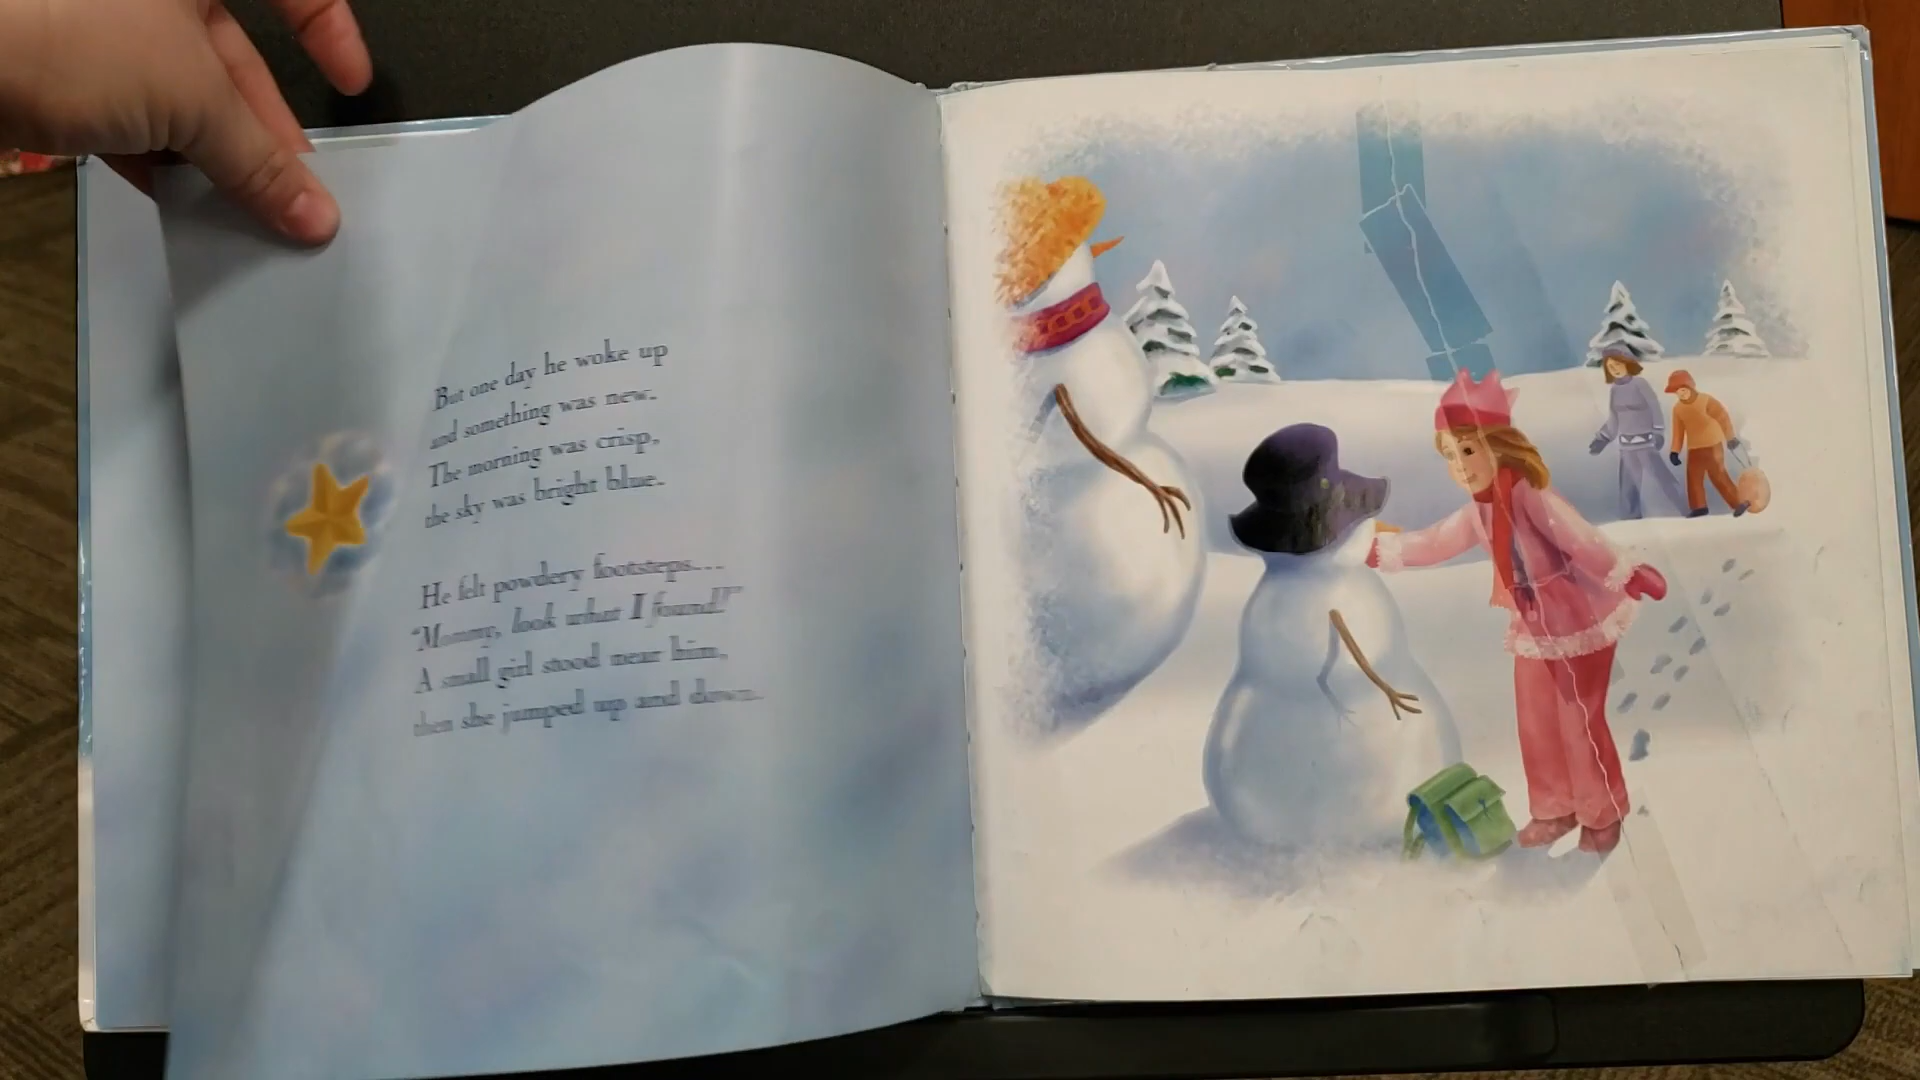 But one day he woke up
and something was new.
The morning was crisp,
the sky was bright blue.
He felt powdery footsteps...
"Mommy, look what I found!"
A small girl stood near him,
then she jumped up and down.